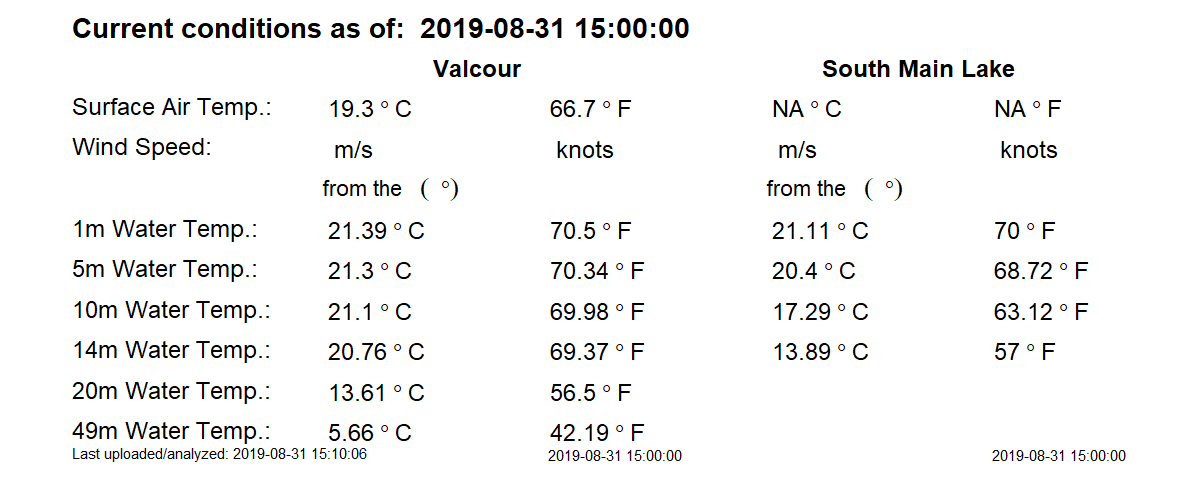 Current conditions as of: 2019-08-31 15:00:00
Valcour South Main Lake
Surface Air Temp.: 19.3 ° C 66.7 ° F NA ° C NA ° F
Wind Speed: m/s knots m/s knots
from the ( °) from the ( °)
1m Water Temp.: 21.39 ° C 70.5 ° F 21.11 ° C 70 ° F
5m Water Temp.: 21.3 ° C 70.34 ° F 20.4 ° C 68.72 ° F
10m Water Temp.: 21.1 ° C 69.98 ° F 17.29 ° C 63.12 ° F
14m Water Temp.: 20.76 ° C 69.37 ° F 13.89 ° C 57 ° F
20m Water Temp.: 13.61 ° C 56.5 ° F
49m Water Temp.: 5.66 ° C 42.19 ° F
Last uploaded/analyzed: 2019-08-31 15:10:06 2019-08-31 15:00:00 2019-08-31 15:00:00